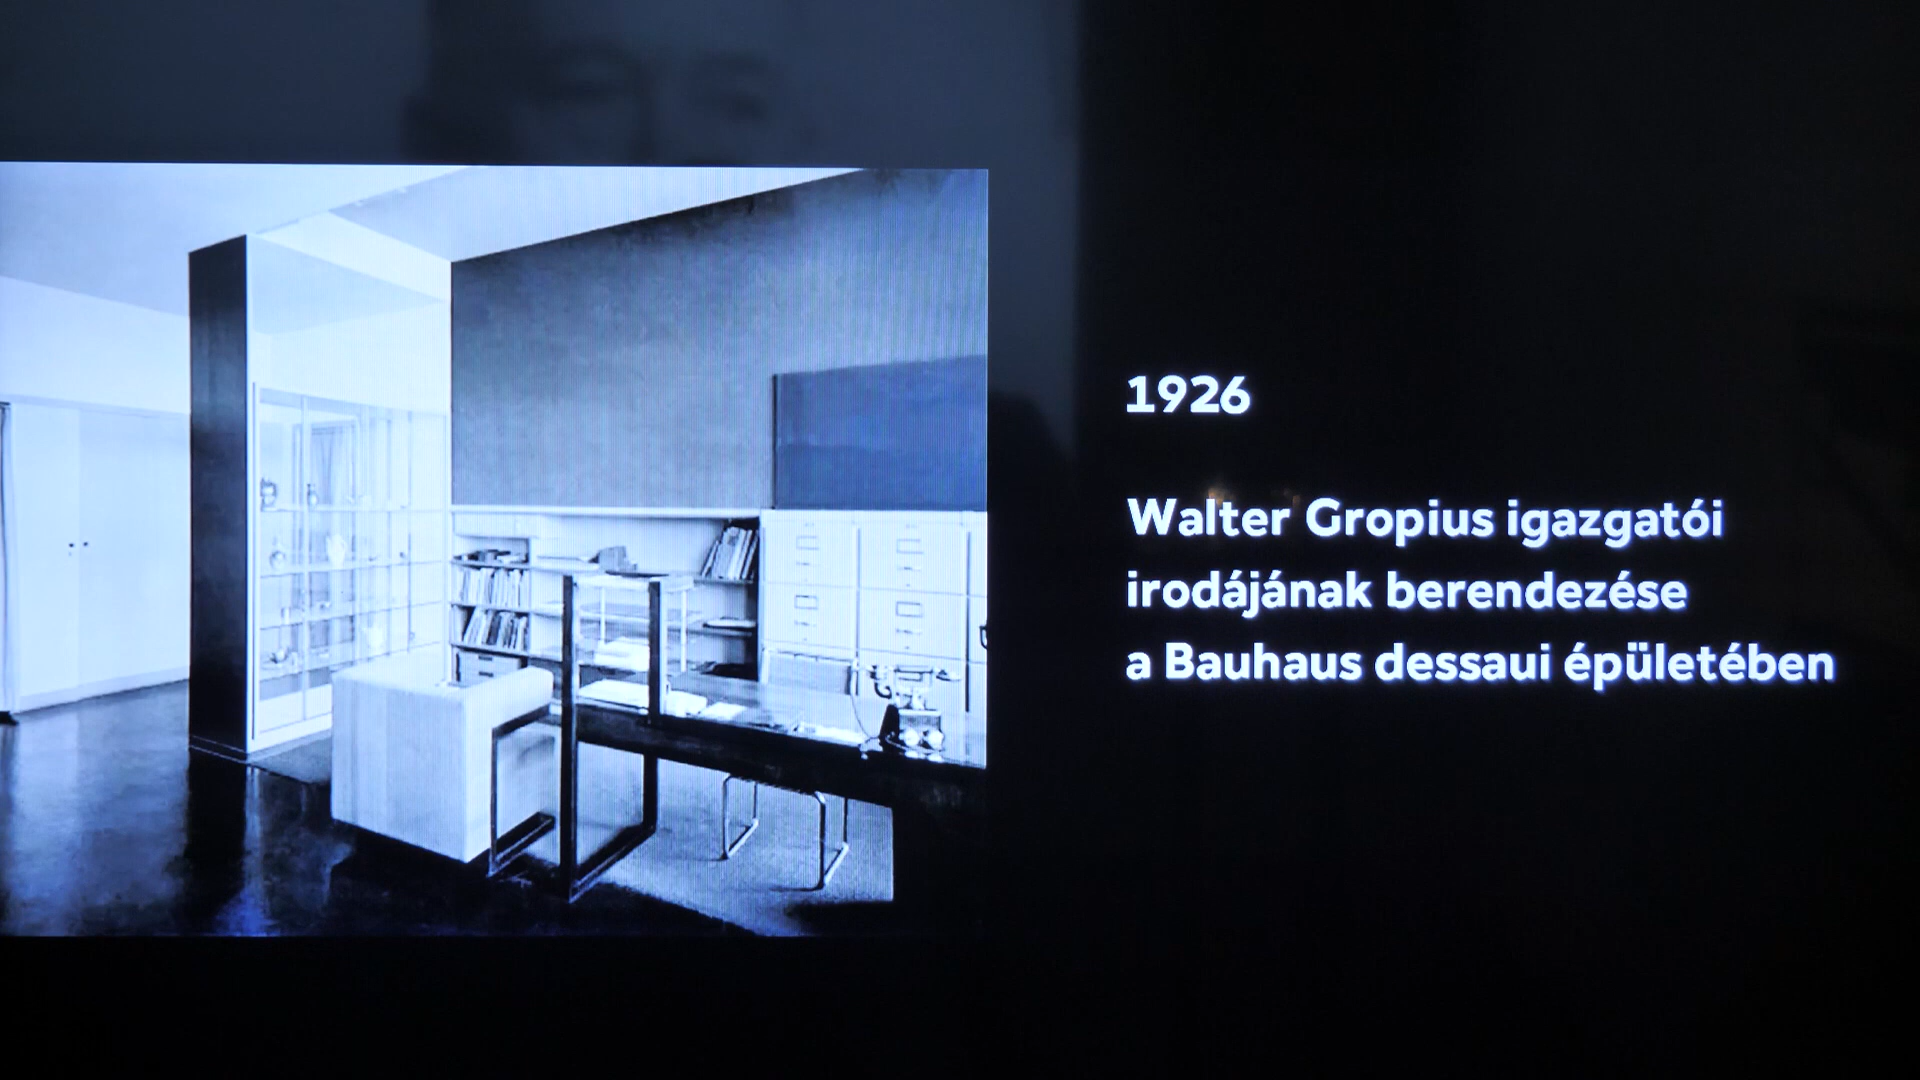 1926
Walter Gropius igazgatói
irodájának berendezése
a Bauhaus dessaui épületében